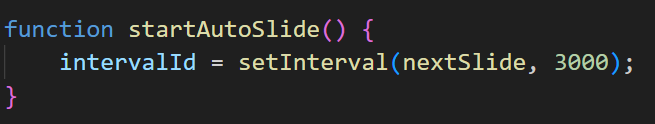 function startAutoSlide() {
    intervalId = setInterval(nextSlide, 3000);
}